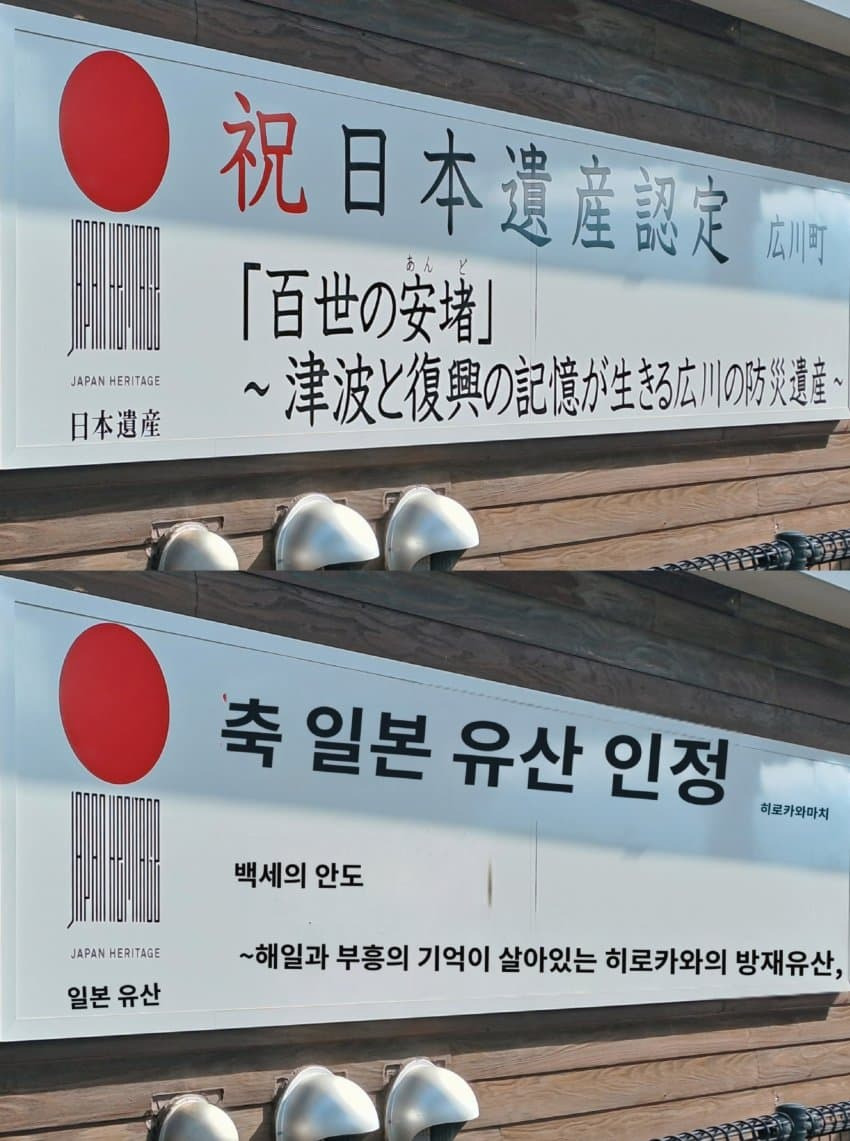 祝日本遺産認定 広川町
あんど
「百世の安堵」
~津波と復興の記憶が生きる広川の防災遺産~
JAPAN HERITAGE
JAPAN HERITAGE
日本遺産
축 일본 유산 인정
히로카와마치
백세의 안도
~해일과 부흥의 기억이 살아있는 히로카와의 방재유산,
JAPAN HERITAGE
JAPAN HERITAGE
일본 유산